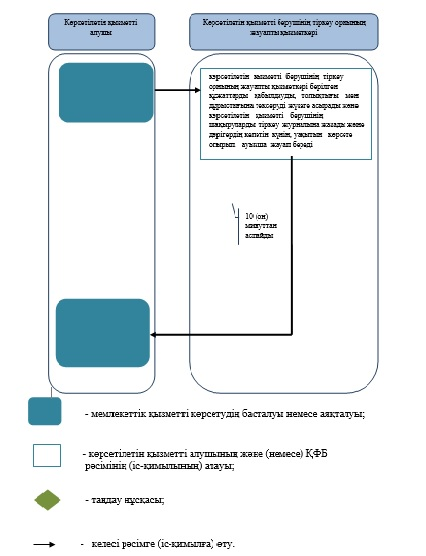 Көрсетілетін қызметті
алушы
Көрсетілетін қызметті берушінің тіркеу орнының
жауапты қызметкері
көрсетілетін қызметті берушінің тіркеу
орнының жауапты қызметкері берілген
құжаттарды қабылдауды, толықтығы мен
дұрыстығына тексеруді жүзеге асырады және
көрсетілетін қызметті берушінің
шақыруларды тіркеу журналына жазады және
дәрігердің келетін күнін, уақытын көрсете
отырып ауызша жауап береді
10 (он)
минуттан
аспайды
- мемлекеттік қызметті көрсетудің басталуы немесе аяқталуы;
- көрсетілетін қызметті алушының және (немесе) ҚФБ
рәсімінің (іс-қимылының) атауы;
- таңдау нұсқасы;
- келесі рәсімге (іс-қимылға) өту.